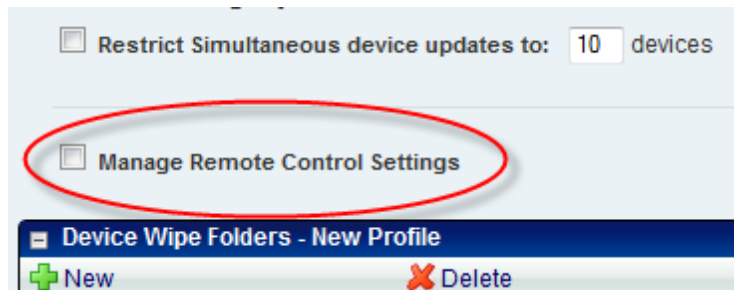 Restrict Simultaneous device updates to: 10 devices
Manage Remote Control Settings
Device Wipe Folders - New Profile
New Delete